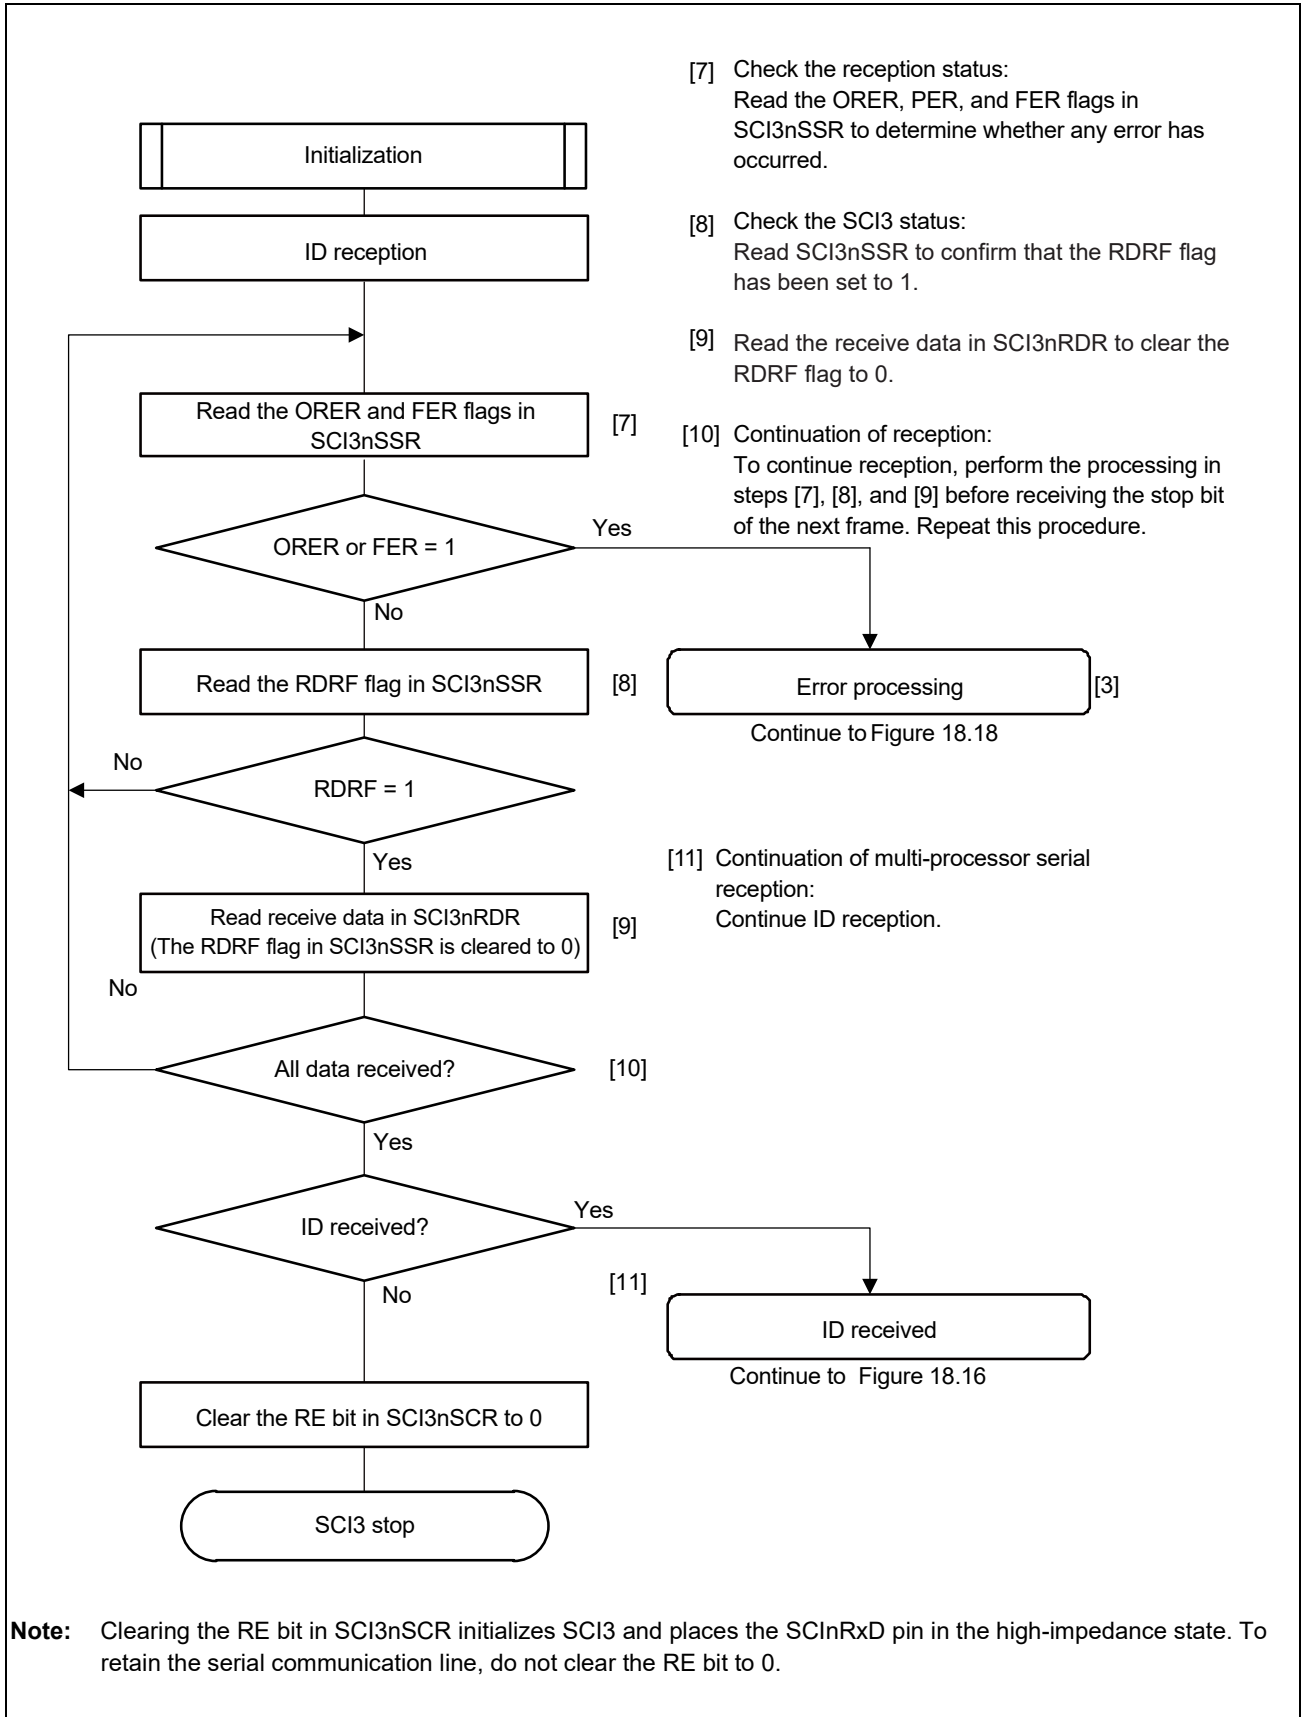 Initialization
ID reception
Read the ORER and FER flags in
SCI3nSSR
[7]
ORER or FER = 1
Yes
No
Read the RDRF flag in SCI3nSSR
[8]
Error processing
[3]
Continue to Figure 18.18
No
RDRF = 1
Yes
Read receive data in SCI3nRDR
(The RDRF flag in SCI3nSSR is cleared to 0)
[9]
No
All data received?
[10]
Yes
ID received?
Yes
[11]
No
ID received
Continue to Figure 18.16
Clear the RE bit in SCI3nSCR to 0
SCI3 stop
[7] Check the reception status:
Read the ORER, PER, and FER flags in
SCI3nSSR to determine whether any error has
occurred.
[8] Check the SCI3 status:
Read SCI3nSSR to confirm that the RDRF flag
has been set to 1.
[9] Read the receive data in SCI3nRDR to clear the
RDRF flag to 0.
[10] Continuation of reception:
To continue reception, perform the processing in
steps [7], [8], and [9] before receiving the stop bit
of the next frame. Repeat this procedure.
[11] Continuation of multi-processor serial
reception:
Continue ID reception.
Note: Clearing the RE bit in SCI3nSCR initializes SCI3 and places the SCInRxD pin in the high-impedance state. To
retain the serial communication line, do not clear the RE bit to 0.